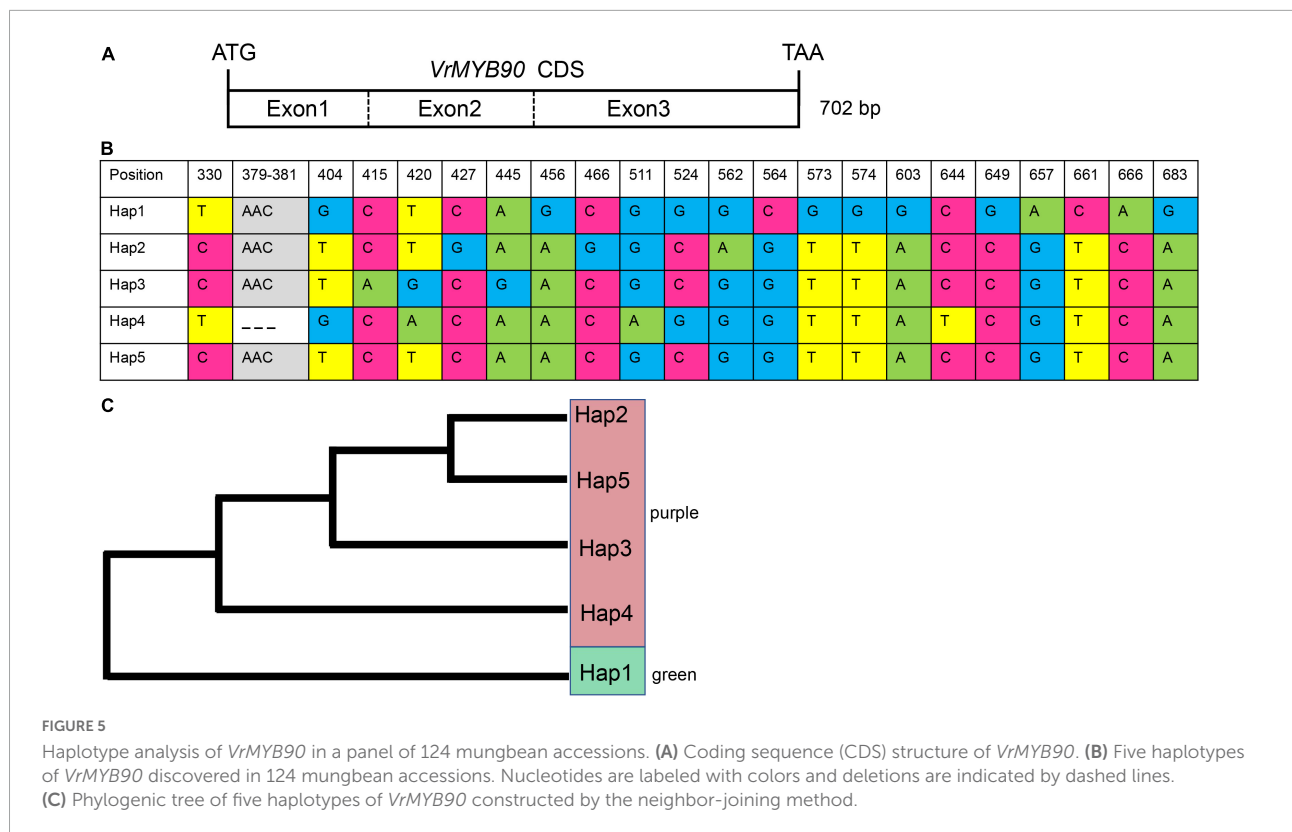 A
ATG TAA
VrMYB90 CDS
Exon1 Exon2 Exon3 702 bp
B
Position 330 379-381 404 415 420 427 445 456 466 511 524 562 564 573 574 603 644 649 657 661 666 683
Hap1 T AAC G C T C A G C G G G C G G G C G A C A G
Hap2 C AAC T C T G A A G G C A G T T A C C G T C A
Hap3 C AAC T A G C G A C G C G G T T A C C G T C A
Hap4 T _ _ _ G C A C A A C A G G G T T A T C G T C A
Hap5 C AAC T C T C A A C G C G G T T A C C G T C A
C
Hap2
Hap5
purple
Hap3
Hap4
Hap1 green
FIGURE 5
Haplotype analysis of VrMYB90 in a panel of 124 mungbean accessions. (A) Coding sequence (CDS) structure of VrMYB90. (B) Five haplotypes
of VrMYB90 discovered in 124 mungbean accessions. Nucleotides are labeled with colors and deletions are indicated by dashed lines.
(C) Phylogenic tree of five haplotypes of VrMYB90 constructed by the neighbor-joining method.